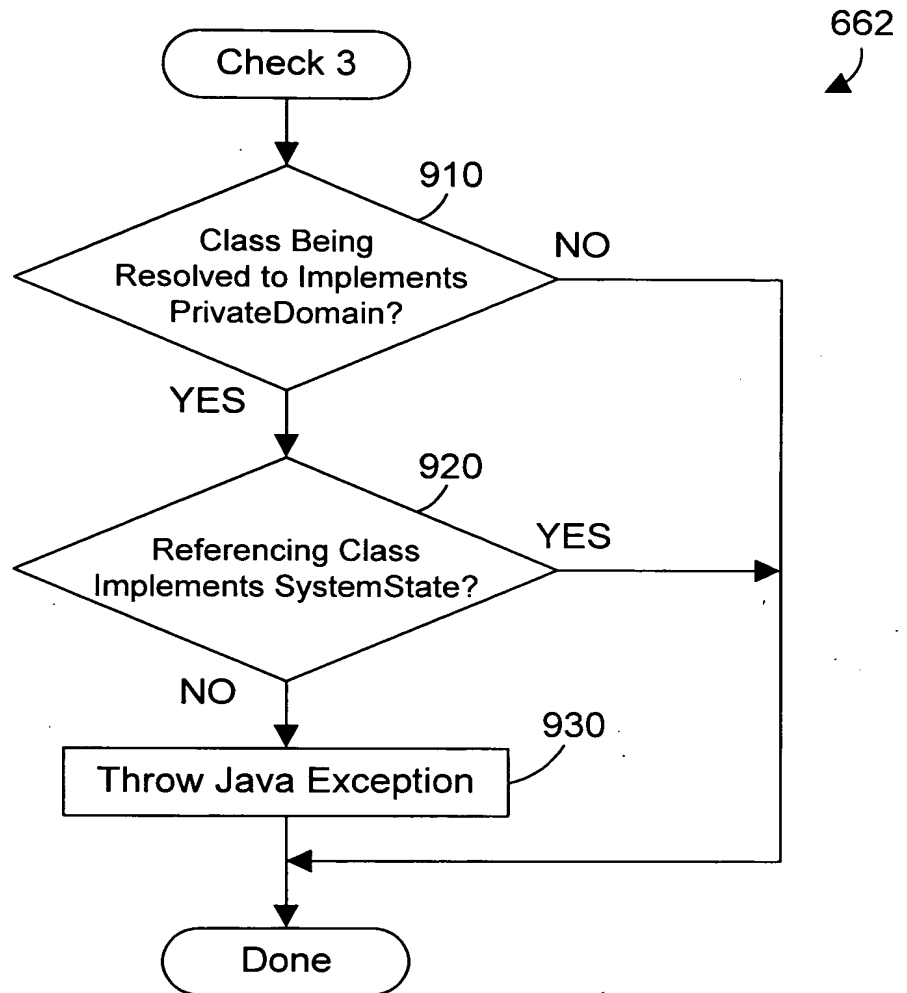 662
Check 3
910
Class Being
Resolved to Implements
PrivateDomain?
NO
YES
920
Referencing Class
Implements SystemState?
YES
NO
930
Throw Java Exception
Done